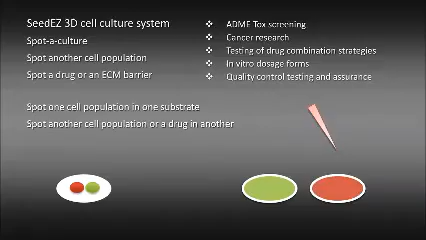 SeedEZ 3D cell culture system
Spot-a-culture
Spot another cell population
Spot a drug or an ECM barrier
Spot one cell population in one substrate
Spot another cell population or a drug in another
❖ ADME Tox screening
❖ Cancer research
❖ Testing of drug combination strategies
❖ In vitro dosage forms
❖ Quality control testing and assurance